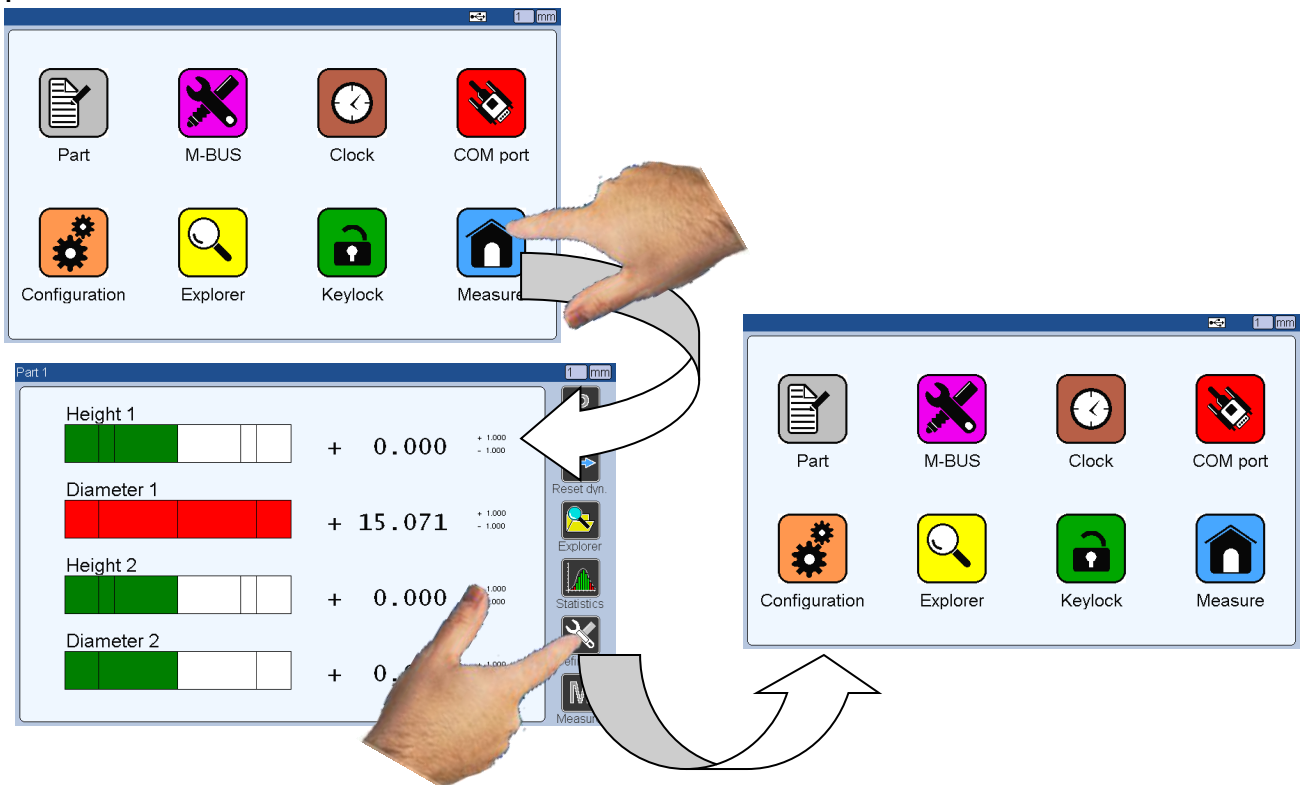 1 mm
Part M-BUS Clock COM port
Configuration Explorer Keylock Measure
Part 1 1 mm
Height 1
+ 0.000 + 1.000
- 1.000
Reset dyn.
Diameter 1
+ 15.071 + 1.000
- 1.000
Explorer
Height 2
+ 0.000
Statistics
Diameter 2
+
1 mm
Part M-BUS Clock COM port
Configuration Explorer Keylock Measure